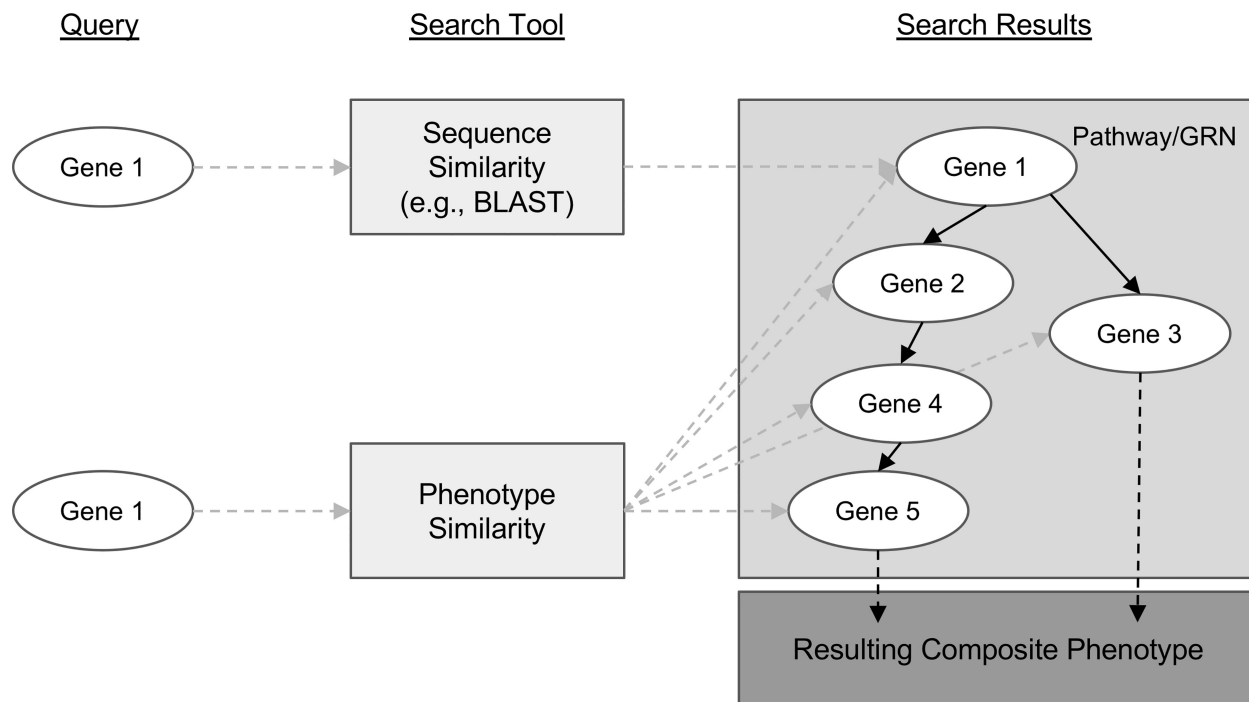 Query
Search Tool
Search Results
Gene 1
Sequence
Similarity
(e.g., BLAST)
Pathway/GRN
Gene 1
Gene 2
Gene 3
Gene 4
Gene 1
Phenotype
Similarity
Gene 5
Resulting Composite Phenotype